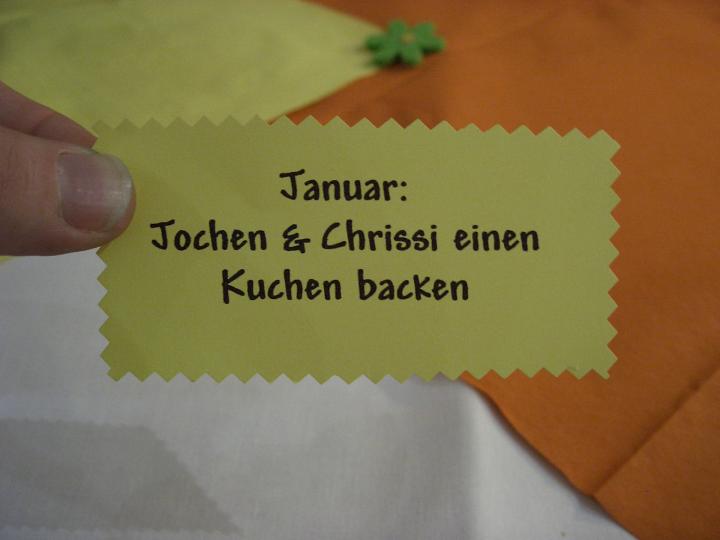 Januar:
Jochen & Chrissi einen
Kuchen backen